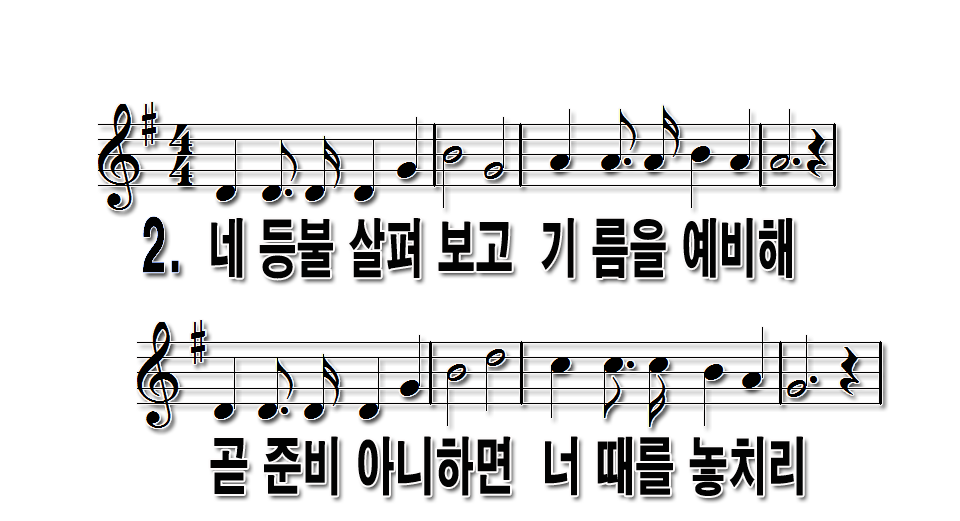 2. 네 등불 살펴 보고 기 름을 예비해
곧 준비 아니하면 너 때를 놓치리